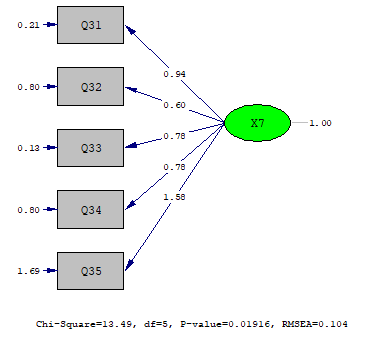 0.21 Q31
0.94
0.80 Q32
0.60
X7 1.00
0.13 Q33
0.78
0.80 Q34
0.78
1.58
1.69 Q35
Chi-Square=13.49, df=5, P-value=0.01916, RMSEA=0.104